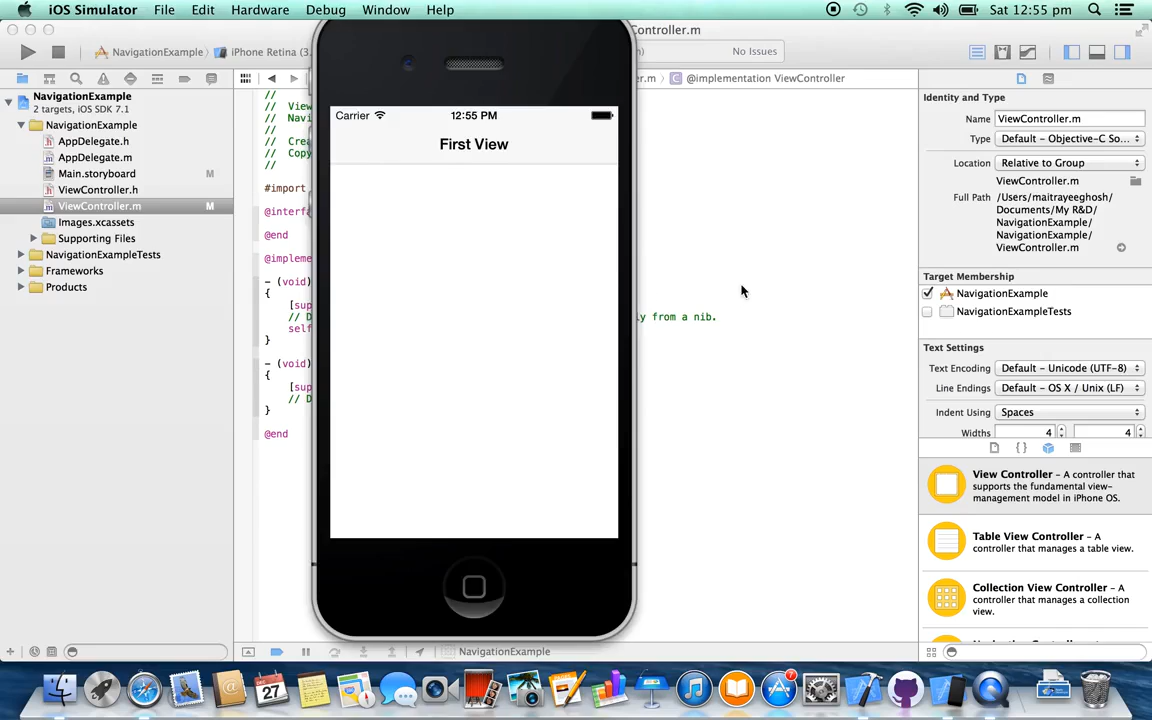 iOS Simulator File Edit Hardware Debug Window Help Sat 12:55 pm
Controller.m
NavigationExample iPhone Retina (3. No Issues
er.m @implementation ViewController
NavigationExample
2 targets, iOS SDK 7.1
NavigationExample
AppDelegate.h
AppDelegate.m
Main.storyboard M
ViewController.h
ViewController.m M
Images.xcassets
Supporting Files
NavigationExampleTests
Frameworks
Products
//
// View
// Navi
//
// Crea
// Copy
//
#import
@interfa
@end
@impleme
- (void)
{
[sup
// D y from a nib.
self
}
- (void)
{
[sup
// D
}
@end
Carrier 12:55 PM
First View
NavigationExample
Identity and Type
Name ViewController.m
Type Default - Objective-C So...
Location Relative to Group
ViewController.m
Full Path /Users/maitrayeeghosh/
Documents/My R&D/
NavigationExample/
NavigationExample/
ViewController.m
Target Membership
NavigationExample
NavigationExampleTests
Text Settings
Text Encoding Default - Unicode (UTF-8)
Line Endings Default - OS X / Unix (LF)
Indent Using Spaces
Widths 4 4
{ }
View Controller - A controller that
supports the fundamental view-
management model in iPhone OS.
Table View Controller - A
controller that manages a table view.
Collection View Controller - A
controller that manages a collection
view.
27
7